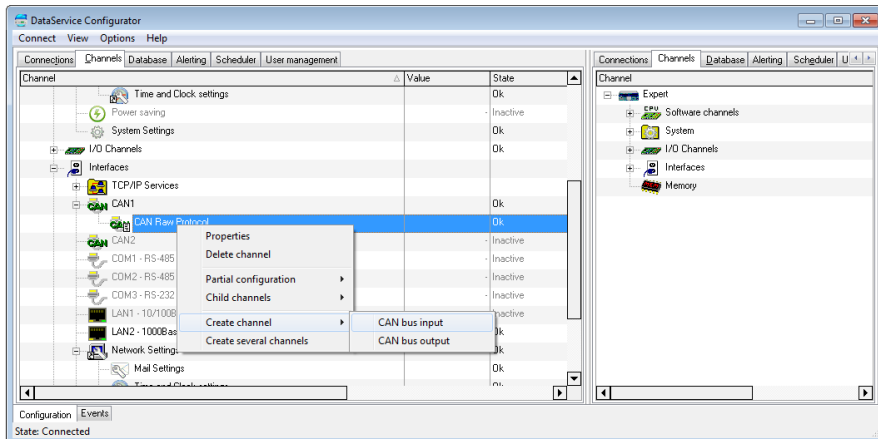 DataService Configurator
Connect View Options Help
Connections Channels Database Alerting Scheduler User management
Channel Value State
Time and Clock settings Ok
Power saving - Inactive
System Settings Ok
I/O Channels Ok
Interfaces
TCP/IP Services
CAN1 Ok
CAN Raw Protocol Ok
CAN2 - Inactive
COM1 - RS-485 - Inactive
COM2 - RS-485 - Inactive
COM3 - RS-232 - Inactive
LAN1 - 10/100B
LAN2 - 1000Bas
Network Setting
Mail Settings Ok
Properties
Delete channel
Partial configuration
Child channels
Create channel
Create several channels
CAN bus input
CAN bus output
Connections Channels Database Alerting Scheduler U
Channel
Expert
CPU Software channels
System
I/O Channels
Interfaces
Memory
Configuration Events
State: Connected